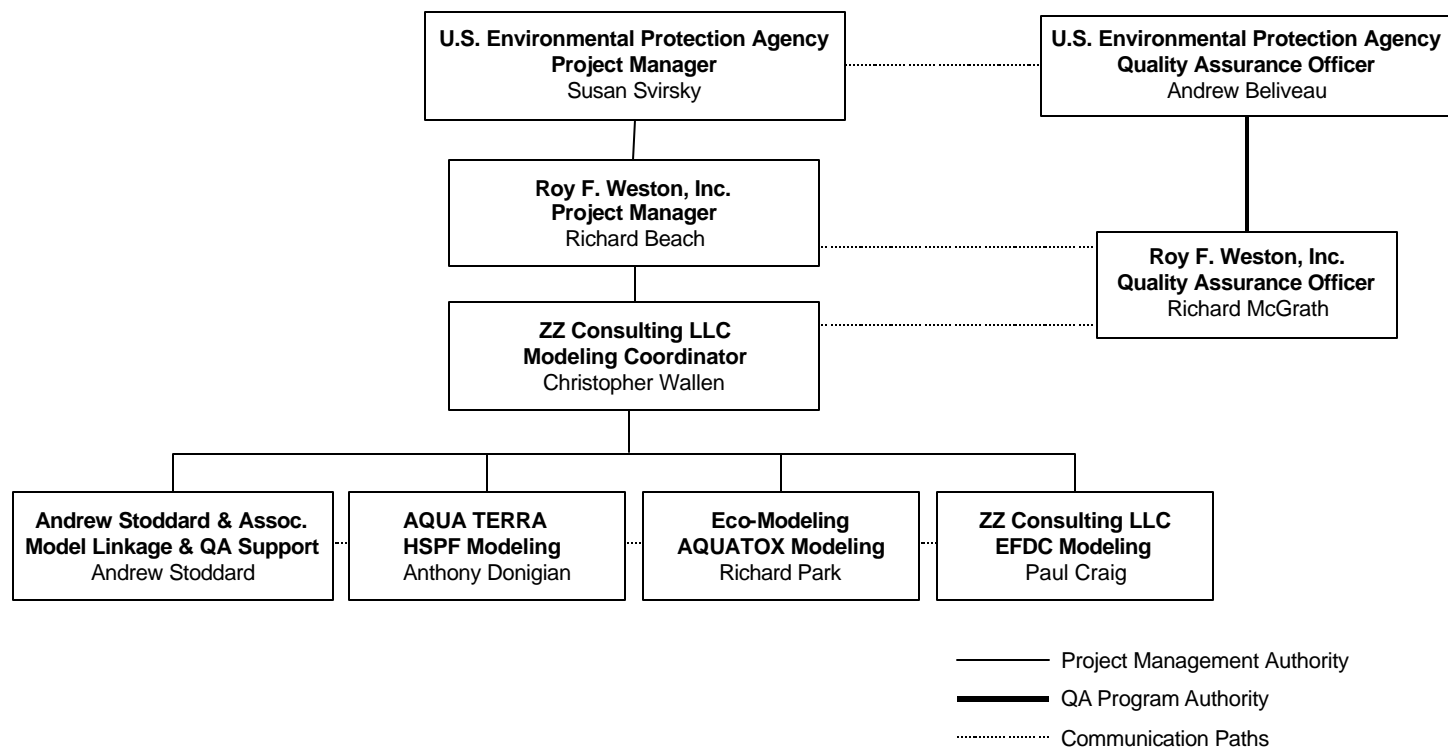 U.S. Environmental Protection Agency
Project Manager
Susan Svirsky
U.S. Environmental Protection Agency
Quality Assurance Officer
Andrew Beliveau
Roy F. Weston, Inc.
Project Manager
Richard Beach
Roy F. Weston, Inc.
Quality Assurance Officer
Richard McGrath
ZZ Consulting LLC
Modeling Coordinator
Christopher Wallen
Andrew Stoddard & Assoc.
Model Linkage & QA Support
Andrew Stoddard
AQUA TERRA
HSPF Modeling
Anthony Donigian
Eco-Modeling
AQUATOX Modeling
Richard Park
ZZ Consulting LLC
EFDC Modeling
Paul Craig
Project Management Authority
QA Program Authority
Communication Paths